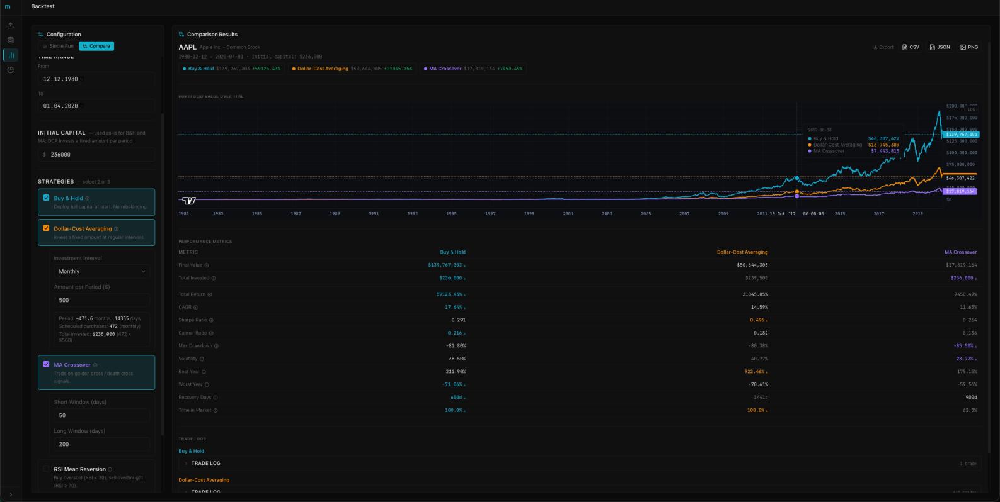 m
Backtest
Configuration
Single Run
Compare
TIME RANGE
From
12.12.1980
To
01.04.2020
INITIAL CAPITAL — used as-is for B&H and
MA; DCA invests a fixed amount per period
$ 236000
STRATEGIES — select 2 or 3
Buy & Hold
Deploy full capital at start. No rebalancing.
Dollar-Cost Averaging
Invest a fixed amount at regular intervals.
Investment Interval
Monthly
Amount per Period ($)
500
Period: ~471.6 months 14355 days
Scheduled purchases: 472 (monthly)
Total invested: $236,000 (472 ×
$500)
MA Crossover
Trade on golden cross / death cross
signals.
Short Window (days)
50
Long Window (days)
200
RSI Mean Reversion
Buy oversold (RSI < 30), sell overbought
(RSI > 70).
Comparison Results
AAPL Apple Inc. - Common Stock
Export CSV JSON PNG
1980-12-12 → 2020-04-01 · Initial capital: $236,000
Buy & Hold $139,767,303 +59123.43%
Dollar-Cost Averaging $50,644,305 +21045.85%
MA Crossover $17,819,164 +7450.49%
PORTFOLIO VALUE OVER TIME
LOG
$175,000,000
$150,000,000
$139,767,303
$125,000,000
$100,000,000
$75,000,000
$46,307,422
$17,819,164
$0
2012-10-10
Buy & Hold $46,307,422
Dollar-Cost Averaging $16,745,309
MA Crossover $7,443,815
1981 1983 1985 1987 1989 1991 1993 1995 1997 1999 2001 2003 2005 2007 2009 2011 10 Oct '12 00:00:00 2015 2017 2019
PERFORMANCE METRICS
METRIC Buy & Hold Dollar-Cost Averaging MA Crossover
Final Value $139,767,303 $50,644,305 $17,819,164
Total Invested $236,000 $239,500 $236,000
Total Return 59123.43% 21045.85% 7450.49%
CAGR 17.64% 14.59% 11.63%
Sharpe Ratio 0.291 0.496 0.264
Calmar Ratio 0.216 0.182 0.136
Max Drawdown -81.80% -80.38% -85.50%
Volatility 38.50% 40.77% 28.77%
Best Year 211.90% 922.46% 179.15%
Worst Year -71.06% -70.61% -59.56%
Recovery Days 650d 1441d 900d
Time in Market 100.0% 100.0% 62.3%
TRADE LOGS
Buy & Hold
TRADE LOG 1 trade
Dollar-Cost Averaging
TRADE LOG